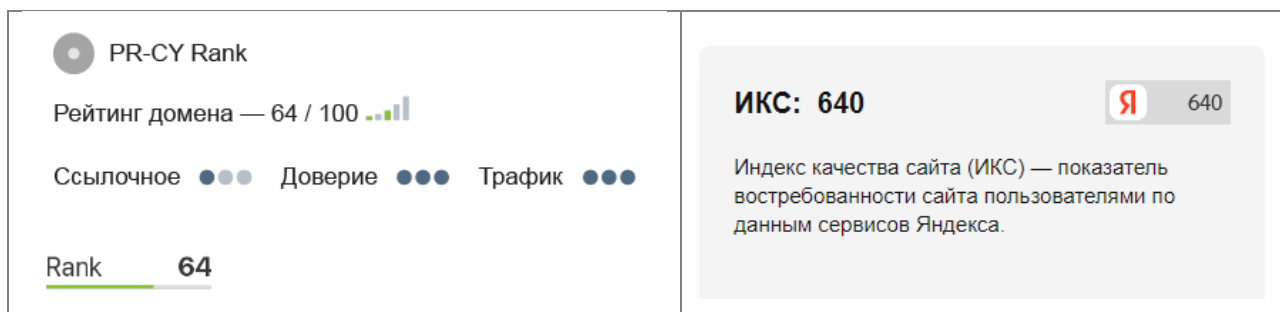 PR-CY Rank
Рейтинг домена — 64 / 100
Ссылочное Доверие Трафик
Rank 64
ИКС: 640
Я 640
Индекс качества сайта (ИКС) — показатель
востребованности сайта пользователями по
данным сервисов Яндекса.